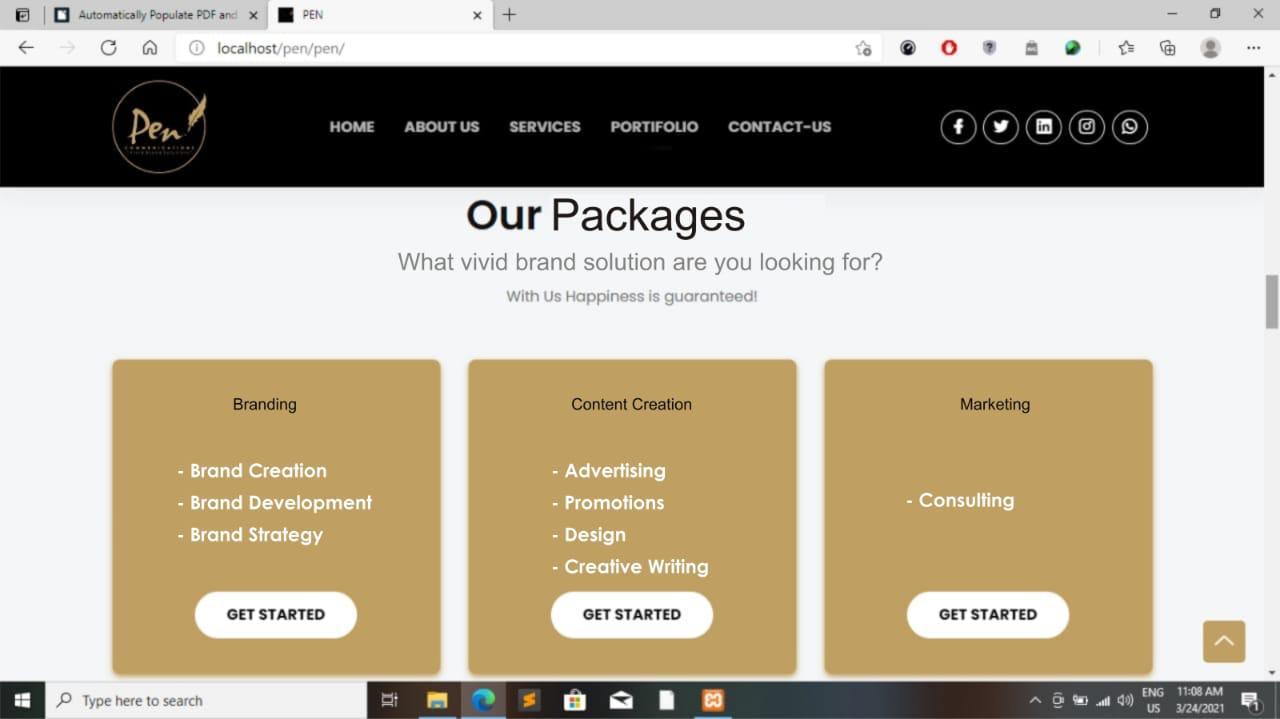 Automatically Populate PDF and
PEN
localhost/pen/pen/
Pen
COMMUNICATIONS
HOME
ABOUT US
SERVICES
PORTIFOLIO
CONTACT-US
Our Packages
What vivid brand solution are you looking for?
With Us Happiness is guaranteed!
Branding
- Brand Creation
- Brand Development
- Brand Strategy
GET STARTED
Content Creation
- Advertising
- Promotions
- Design
- Creative Writing
GET STARTED
Marketing
- Consulting
GET STARTED
Type here to search
ENG
US
11:08 AM
3/24/2021
1